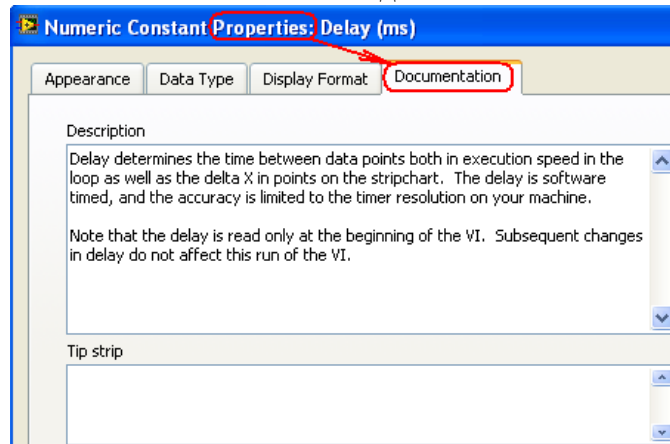 Numeric Constant Properties: Delay (ms)
Appearance Data Type Display Format Documentation
Description
Delay determines the time between data points both in execution speed in the
loop as well as the delta X in points on the stripchart. The delay is software
timed, and the accuracy is limited to the timer resolution on your machine.
Note that the delay is read only at the beginning of the VI. Subsequent changes
in delay do not affect this run of the VI.
Tip strip